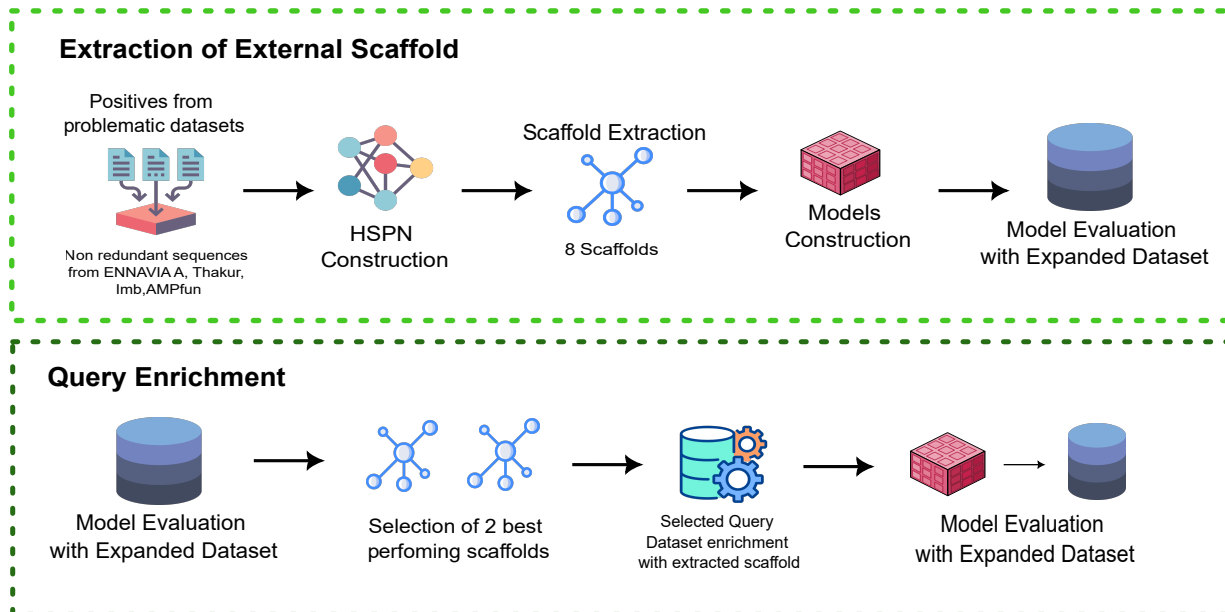 Extraction of External Scaffold
Positives from
problematic datasets
Non redundant sequences
from ENNAVIA A, Thakur,
Imb,AMPfun
HSPN
Construction
Scaffold Extraction
8 Scaffolds
Models
Construction
Model Evaluation
with Expanded Dataset
Query Enrichment
Model Evaluation
with Expanded Dataset
Selection of 2 best
perfoming scaffolds
Selected Query
Dataset enrichment
with extracted scaffold
Model Evaluation
with Expanded Dataset